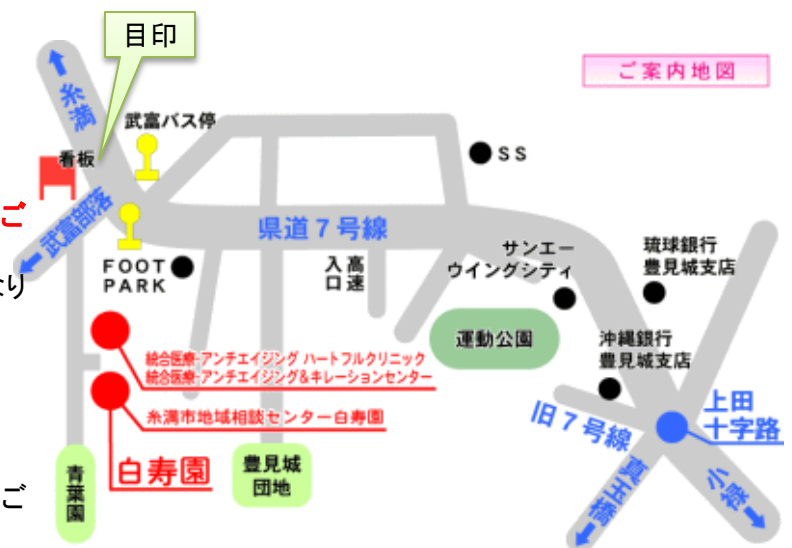 目印
ご案内地図
糸満
武富バス停
看板
SS
武富部落
ご
県道7号線
サンエー
ウイングシティ
琉球銀行
豊見城支店
FOOT
PARK
高速
入口
なり
運動公園
沖縄銀行
豊見城支店
統合医療・アンチエイジング ハートフルクリニック
統合医療・アンチエイジング&キレーションセンター
糸満市地域相談センター白寿園
旧7号線
上田
十字路
白寿園
豊見城
団地
青葉園
真玉橋
小禄
ご